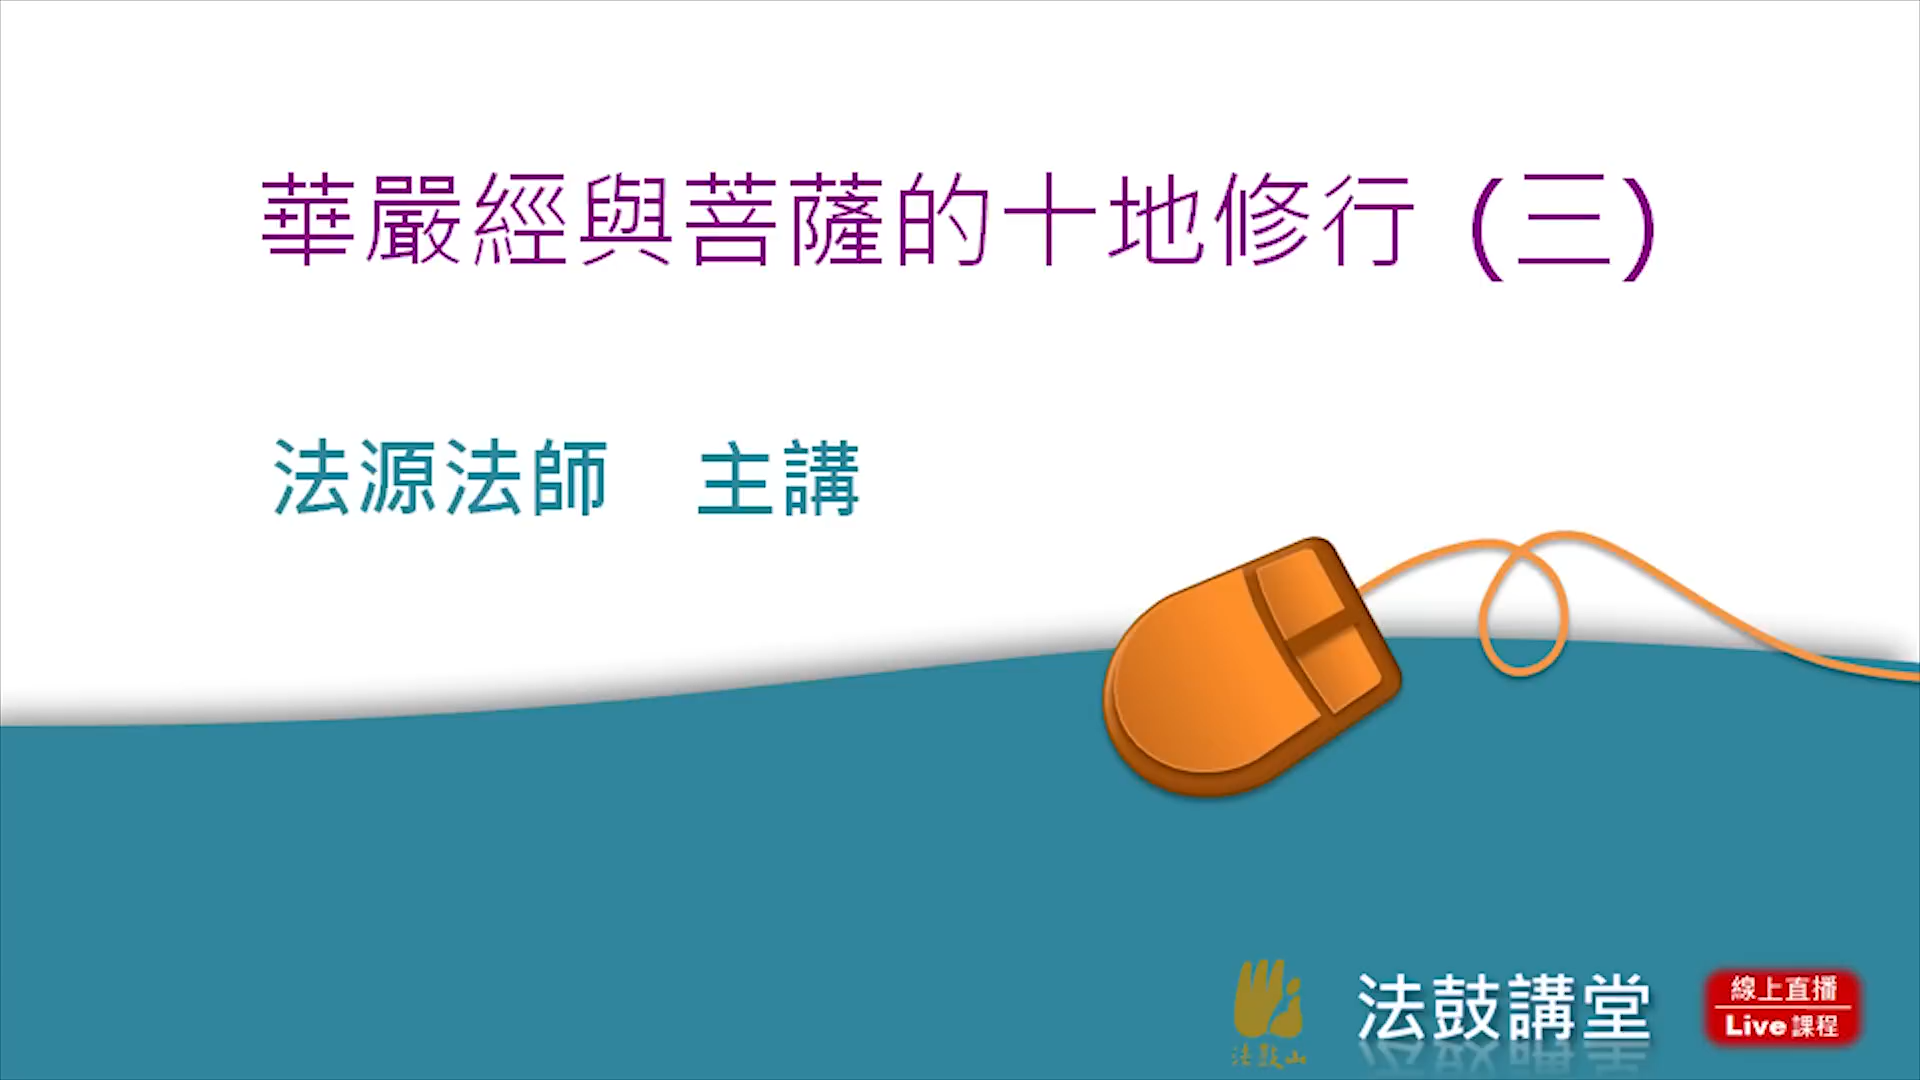 華嚴經與菩薩的十地修行 (三)
法源法師 主講
法鼓山
法鼓講堂
線上直播
Live 課程